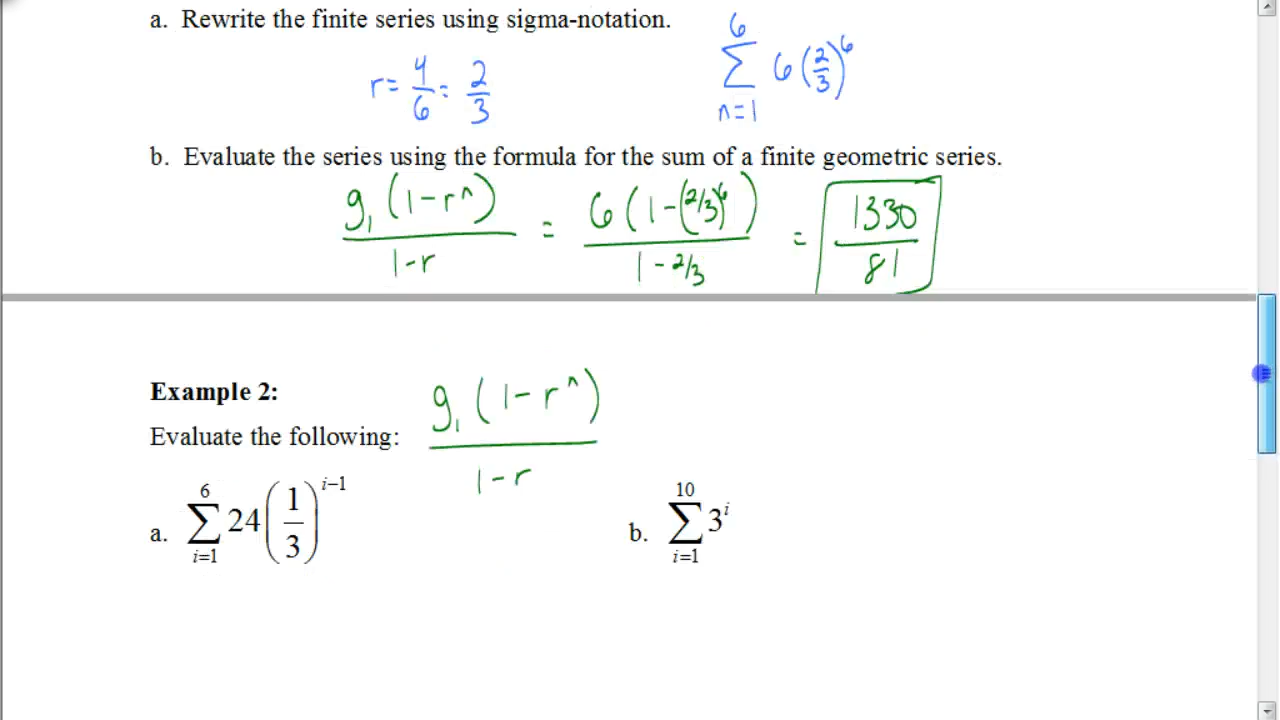 a. Rewrite the finite series using sigma-notation.
r = 4/6 = 2/3
6 ∑ n=1 6(2/3)^6
b. Evaluate the series using the formula for the sum of a finite geometric series.
g₁(1-r^n)/(1-r) = 6(1-(2/3)^6)/(1-2/3) = 1330/81
Example 2:
Evaluate the following:
g₁(1-r^n)/(1-r)
a. 6 ∑ i=1 24(1/3)^(i-1)
b. 10 ∑ i=1 3^i